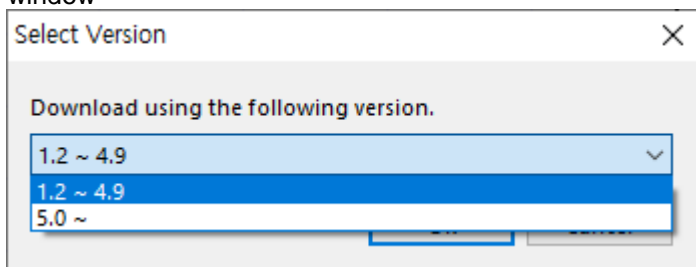 window
Select Version
Download using the following version.
1.2 ~ 4.9
1.2 ~ 4.9
5.0 ~